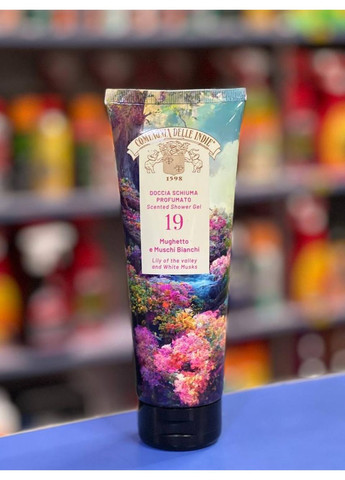 COMPAGNIA DELLE INDIE
1598
DOCCIA SCHIUMA
PROFUMATO
Scented Shower Gel
19
Mughetto
e Muschi Bianchi
Lily of the valley
and White Musks